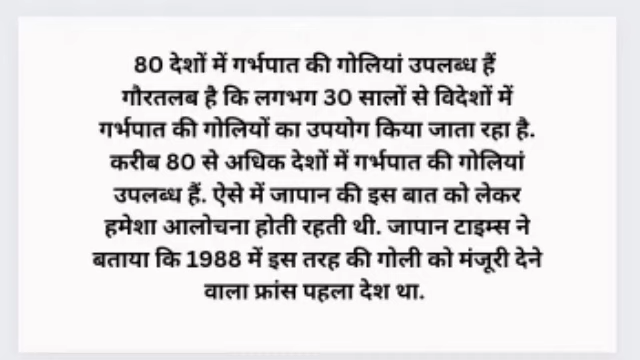 80 देशों में गर्भपात की गोलियां उपलब्ध हैं
गौरतलब है कि लगभग 30 सालों से विदेशों में
गर्भपात की गोलियों का उपयोग किया जाता रहा है.
करीब 80 से अधिक देशों में गर्भपात की गोलियां
उपलब्ध हैं. ऐसे में जापान की इस बात को लेकर
हमेशा आलोचना होती रहती थी. जापान टाइम्स ने
बताया कि 1988 में इस तरह की गोली को मंजूरी देने
वाला फ्रांस पहला देश था.